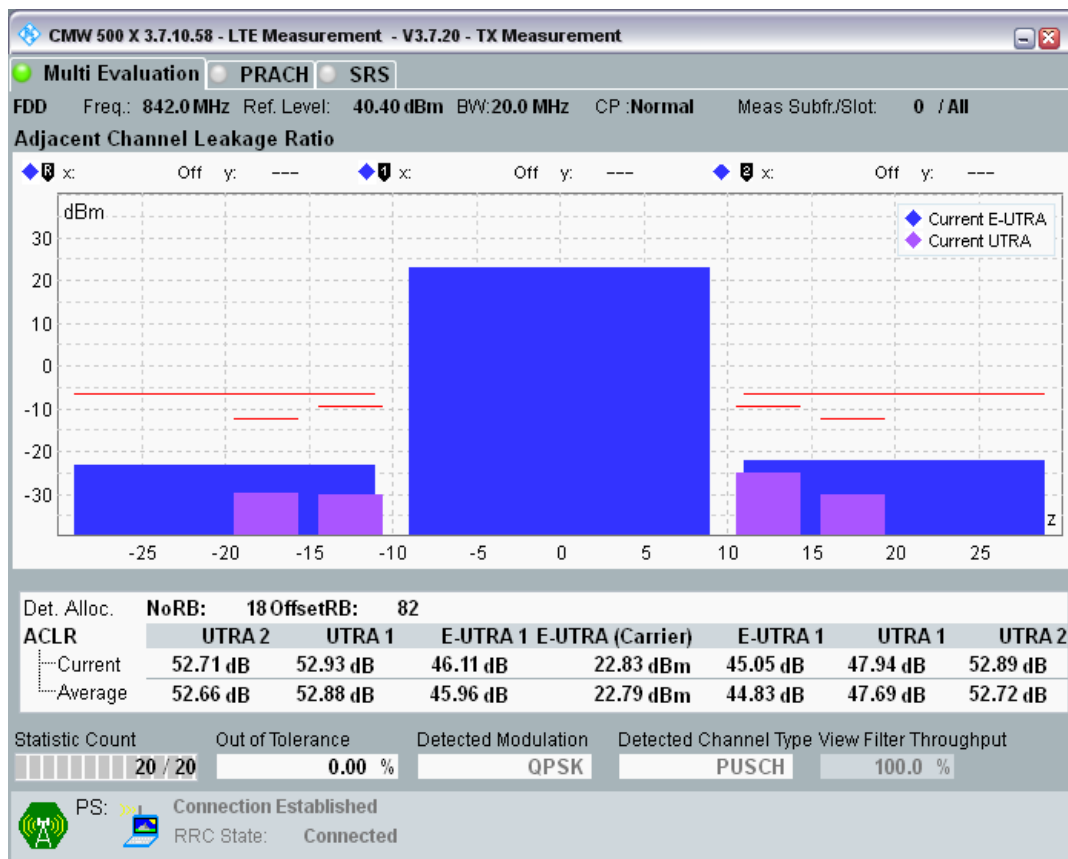 CMW 500 X 3.7.10.58 - LTE Measurement - V3.7.20 - TX Measurement
Multi Evaluation PRACH SRS
FDD Freq.: 842.0 MHz Ref. Level: 40.40 dBm BW:20.0 MHz CP :Normal Meas Subfr./Slot: 0 / All
Adjacent Channel Leakage Ratio
R x: Off y: --- 1 x: Off y: --- 2 x: Off y: ---
dBm
Current E-UTRA
Current UTRA
30
20
10
0
-10
-20
-30
z
-25 -20 -15 -10 -5 0 5 10 15 20 25
Det. Alloc. NoRB: 18 OffsetRB: 82
ACLR UTRA 2 UTRA 1 E-UTRA 1 E-UTRA (Carrier) E-UTRA 1 UTRA 1 UTRA 2
Current 52.71 dB 52.93 dB 46.11 dB 22.83 dBm 45.05 dB 47.94 dB 52.89 dB
Average 52.66 dB 52.88 dB 45.96 dB 22.79 dBm 44.83 dB 47.69 dB 52.72 dB
Statistic Count Out of Tolerance Detected Modulation Detected Channel Type View Filter Throughput
20 / 20 0.00 % QPSK PUSCH 100.0 %
PS: Connection Established
RRC State: Connected